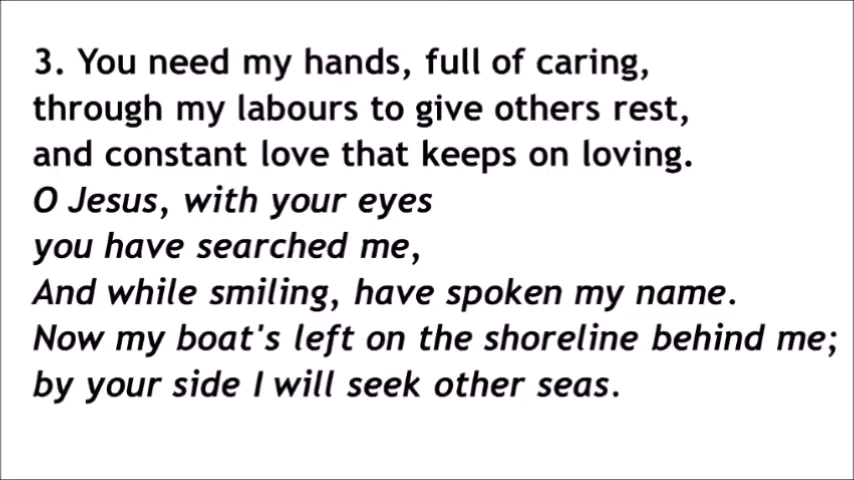 3. You need my hands, full of caring,
through my labours to give others rest,
and constant love that keeps on loving.
O Jesus, with your eyes
you have searched me,
And while smiling, have spoken my name.
Now my boat's left on the shoreline behind me;
by your side I will seek other seas.